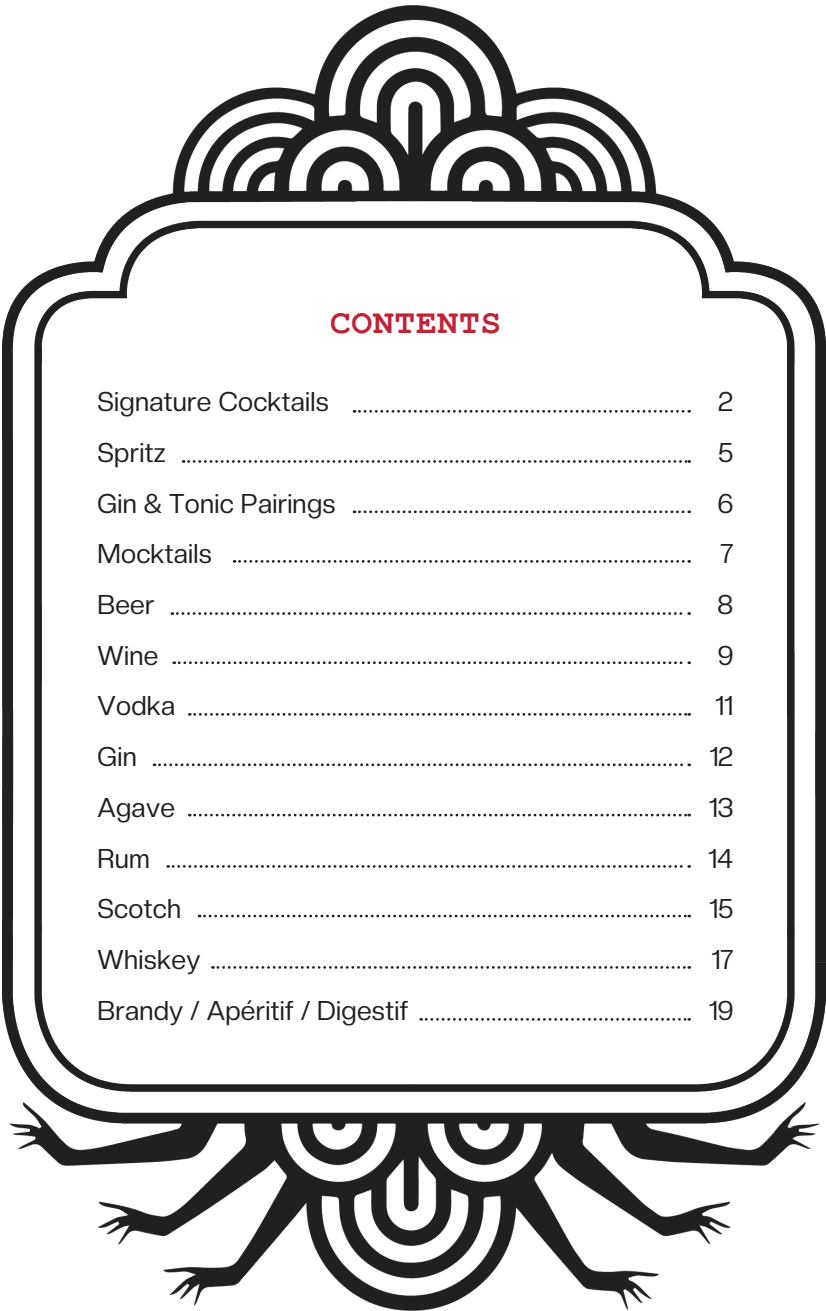 CONTENTS
Signature Cocktails ........ 2
Spritz ........ 5
Gin & Tonic Pairings ........ 6
Mocktails ........ 7
Beer ........ 8
Wine ........ 9
Vodka ........ 11
Gin ........ 12
Agave ........ 13
Rum ........ 14
Scotch ........ 15
Whiskey ........ 17
Brandy / Apéritif / Digestif ........ 19